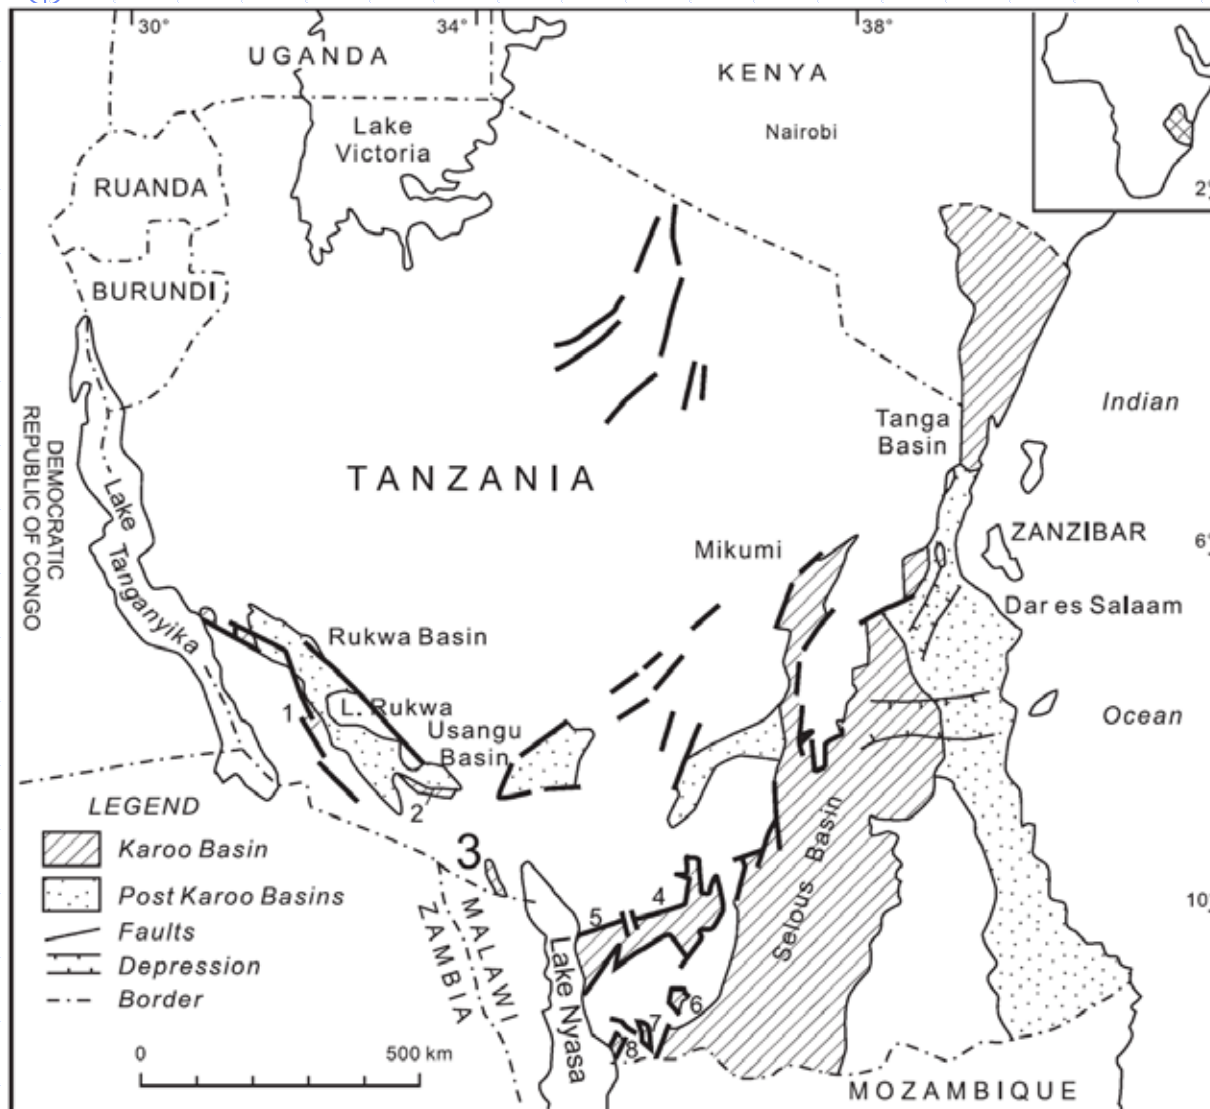 30°
34°
38°
UGANDA
KENYA
Nairobi
Lake
Victoria
RUANDA
2°
BURUNDI
Tanga
Basin
Indian
TANZANIA
DEMOCRATIC
REPUBLIC OF CONGO
Lake Tanganyika
Mikumi
ZANZIBAR
6°
Dar es Salaam
Rukwa Basin
1
L. Rukwa
Usangu
Basin
Ocean
2
LEGEND
Karoo Basin
Post Karoo Basins
Faults
Depression
Border
3
4
5
Selous Basin
10°
ZAMBIA
MALAWI
Lake Nyasa
6
7
8
0
500 km
MOZAMBIQUE